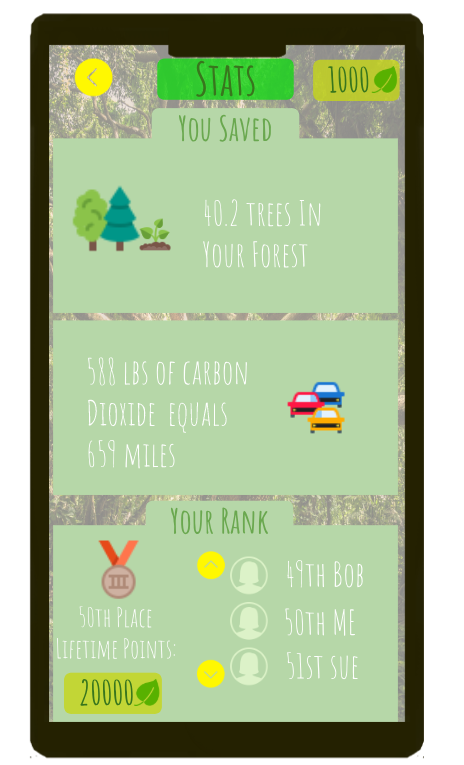 Stats
1000
You Saved
40.2 trees In
Your Forest
588 lbs of carbon
Dioxide equals
659 miles
Your Rank
III
50th Place
Lifetime Points:
20000
49th Bob
50th ME
51st sue